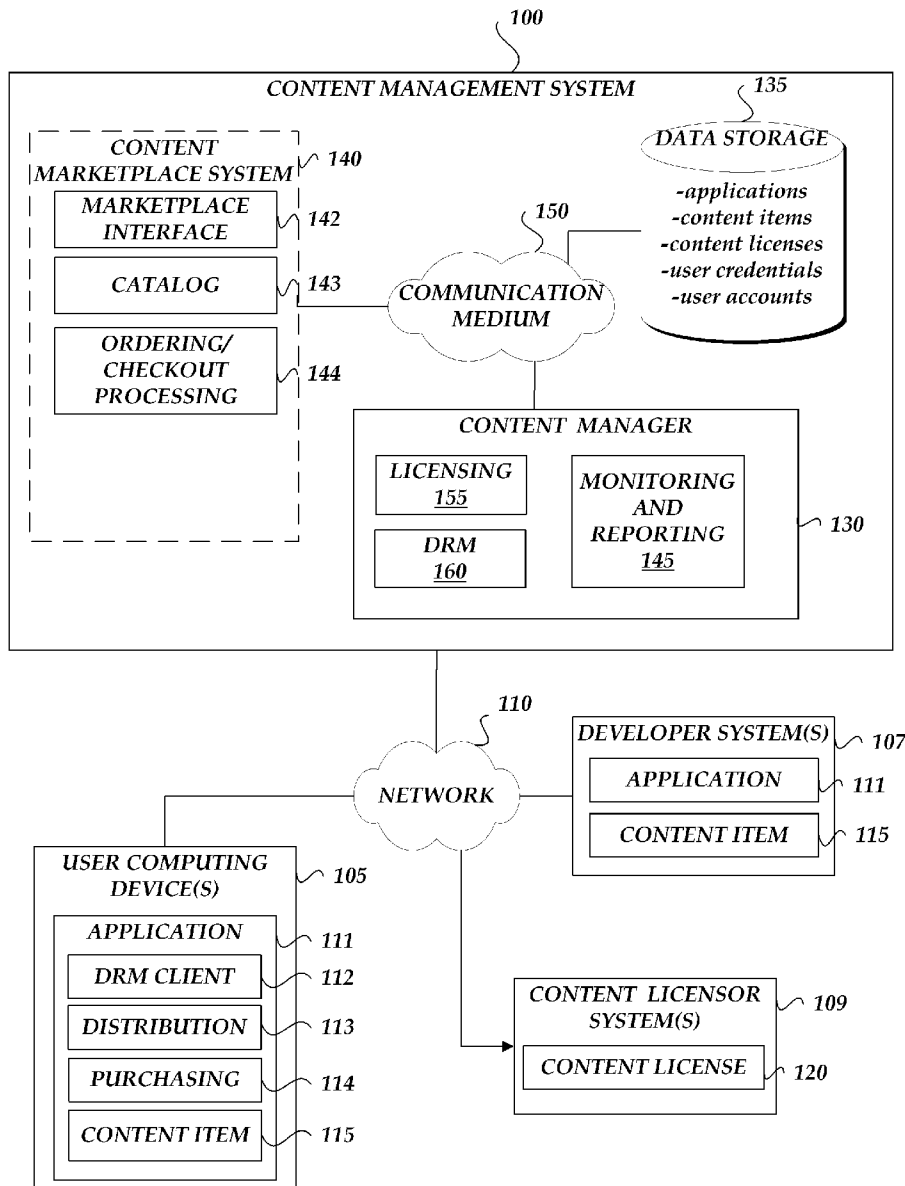 100
CONTENT MANAGEMENT SYSTEM
135
DATA STORAGE
-applications
-content items
-content licenses
-user credentials
-user accounts
CONTENT
MARKETPLACE SYSTEM
140
MARKETPLACE
INTERFACE
142
CATALOG
143
ORDERING/
CHECKOUT
PROCESSING
144
150
COMMUNICATION
MEDIUM
CONTENT MANAGER
LICENSING
155
DRM
160
MONITORING
AND
REPORTING
145
130
110
NETWORK
DEVELOPER SYSTEM(S)
107
APPLICATION
111
CONTENT ITEM
115
USER COMPUTING
DEVICE(S)
105
APPLICATION
111
DRM CLIENT
112
DISTRIBUTION
113
PURCHASING
114
CONTENT ITEM
115
CONTENT LICENSOR
SYSTEM(S)
109
CONTENT LICENSE
120